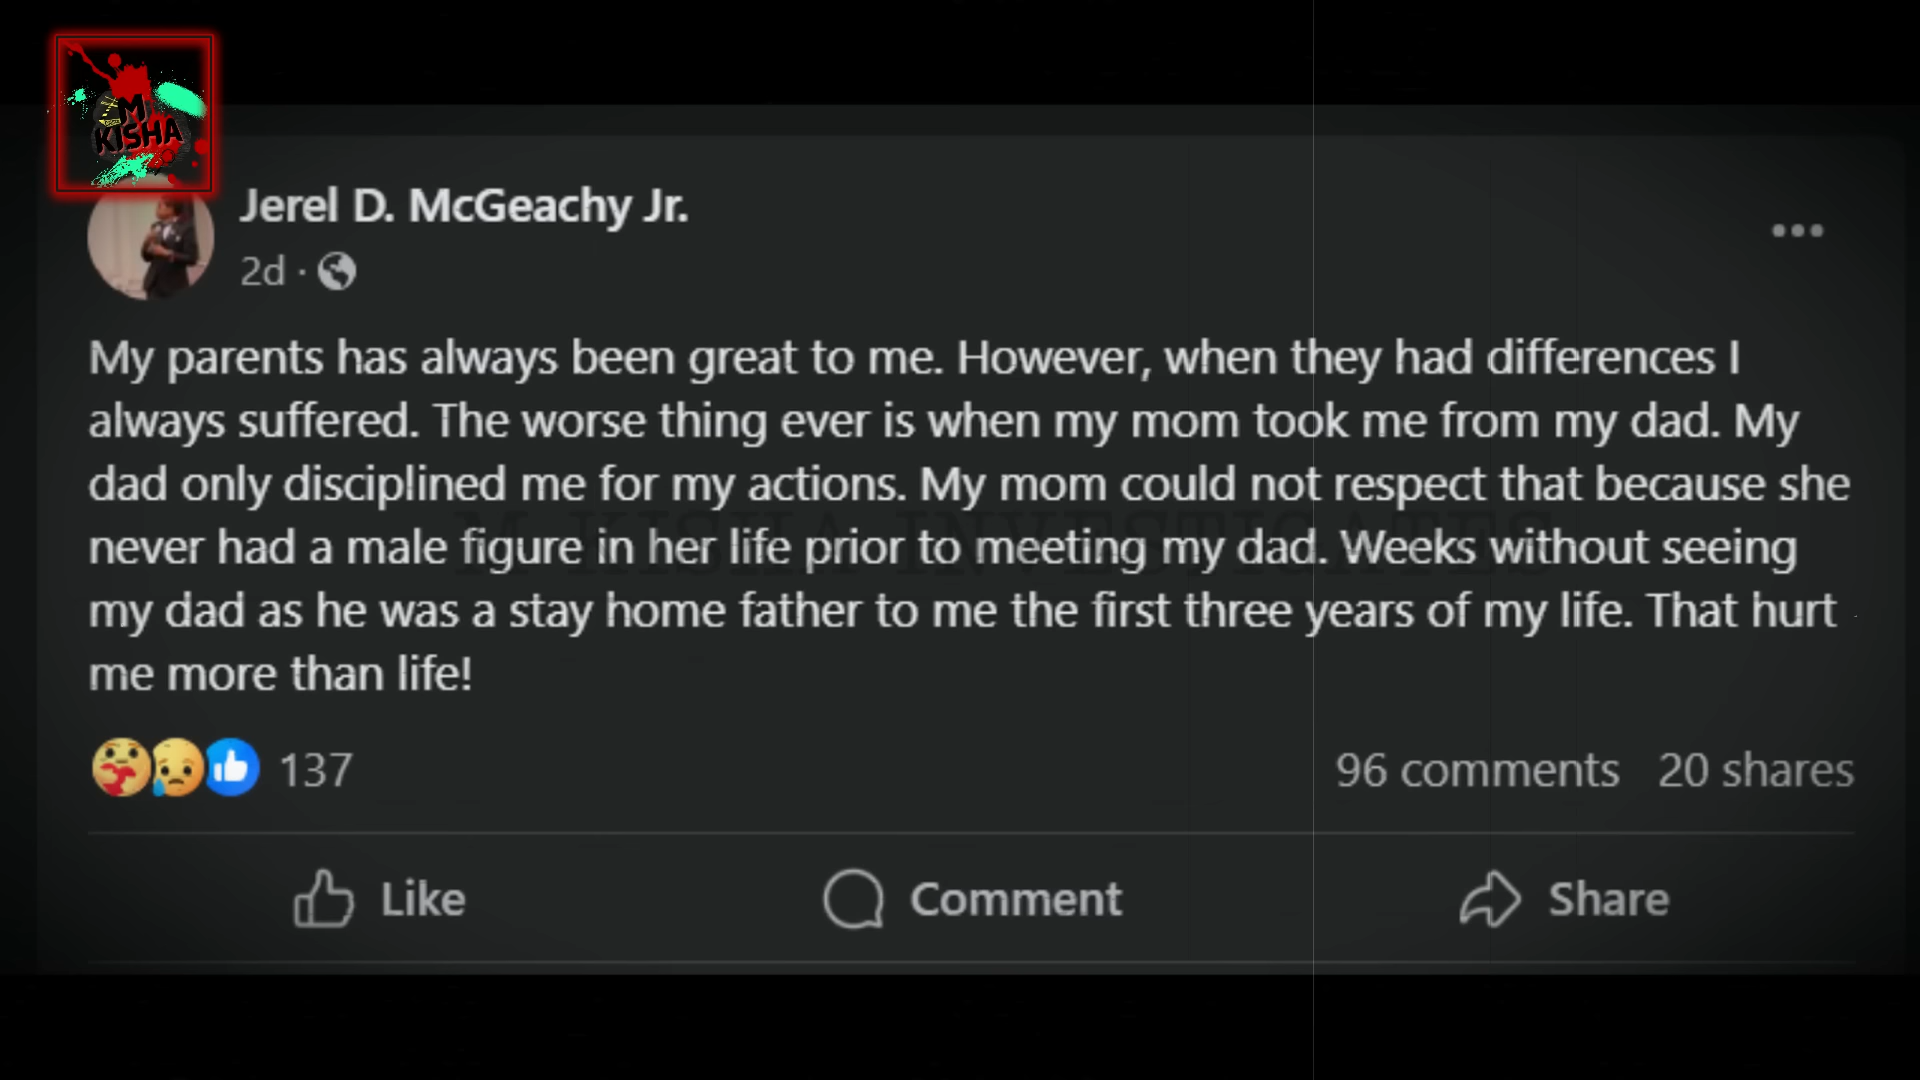 M
KISHA
Jerel D. McGeachy Jr.
2d ·
My parents has always been great to me. However, when they had differences I
always suffered. The worse thing ever is when my mom took me from my dad. My
dad only disciplined me for my actions. My mom could not respect that because she
never had a male figure in her life prior to meeting my dad. Weeks without seeing
M KISHA INVESTIGATES
my dad as he was a stay home father to me the first three years of my life. That hurt
me more than life!
137
96 comments 20 shares
Like Comment Share